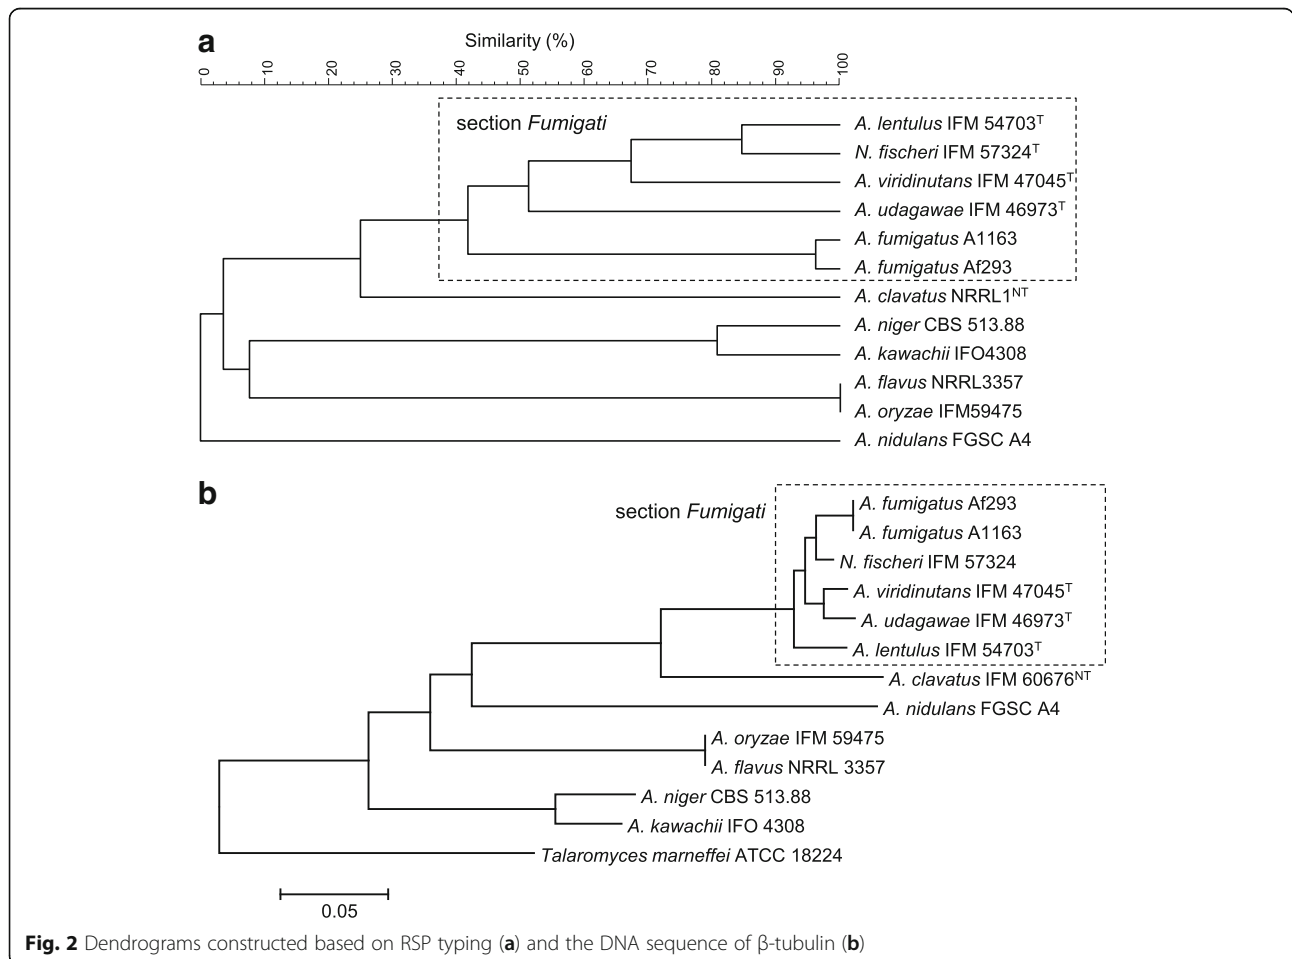 a
Similarity (%)
0 10 20 30 40 50 60 70 80 90 100
section Fumigati
A. lentulus IFM 54703ᵀ
N. fischeri IFM 57324ᵀ
A. viridinutans IFM 47045ᵀ
A. udagawae IFM 46973ᵀ
A. fumigatus A1163
A. fumigatus Af293
A. clavatus NRRL1ᴺᵀ
A. niger CBS 513.88
A. kawachii IFO4308
A. flavus NRRL3357
A. oryzae IFM59475
A. nidulans FGSC A4
b
section Fumigati
A. fumigatus Af293
A. fumigatus A1163
N. fischeri IFM 57324
A. viridinutans IFM 47045ᵀ
A. udagawae IFM 46973ᵀ
A. lentulus IFM 54703ᵀ
A. clavatus IFM 60676ᴺᵀ
A. nidulans FGSC A4
A. oryzae IFM 59475
A. flavus NRRL 3357
A. niger CBS 513.88
A. kawachii IFO 4308
Talaromyces marneffei ATCC 18224
0.05
Fig. 2 Dendrograms constructed based on RSP typing (a) and the DNA sequence of β-tubulin (b)